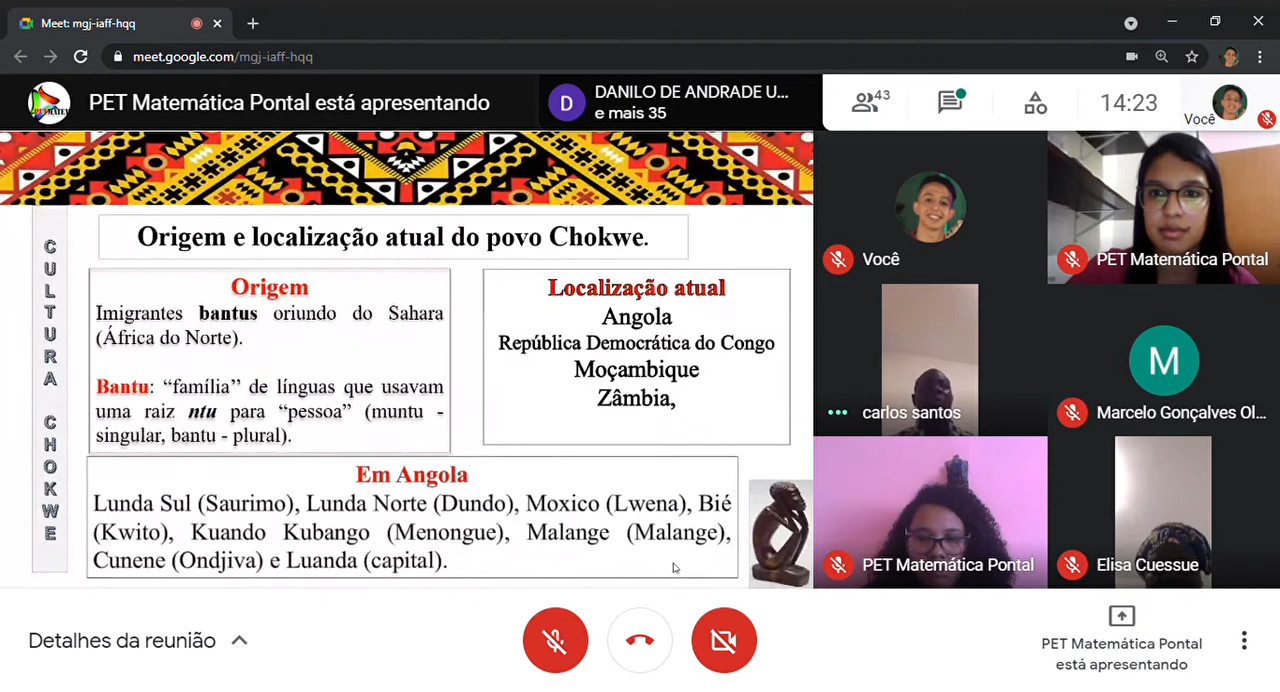 Meet: mgj-iaff-hqq
meet.google.com/mgj-iaff-hqq
PET Matemática Pontal está apresentando
D
DANILO DE ANDRADE U...
e mais 35
43
14:23
Você
CULTURA CHOKWE
Origem e localização atual do povo Chokwe.
Origem
Imigrantes bantus oriundo do Sahara
(África do Norte).
Bantu: “família” de línguas que usavam
uma raiz ntu para “pessoa” (muntu -
singular, bantu - plural).
Localização atual
Angola
República Democrática do Congo
Moçambique
Zâmbia,
Em Angola
Lunda Sul (Saurimo), Lunda Norte (Dundo), Moxico (Lwena), Bié
(Kwito), Kuando Kubango (Menongue), Malange (Malange),
Cunene (Ondjiva) e Luanda (capital).
Você
PET Matemática Pontal
carlos santos
M
Marcelo Gonçalves Ol...
PET Matemática Pontal
Elisa Cuessue
Detalhes da reunião
PET Matemática Pontal
está apresentando